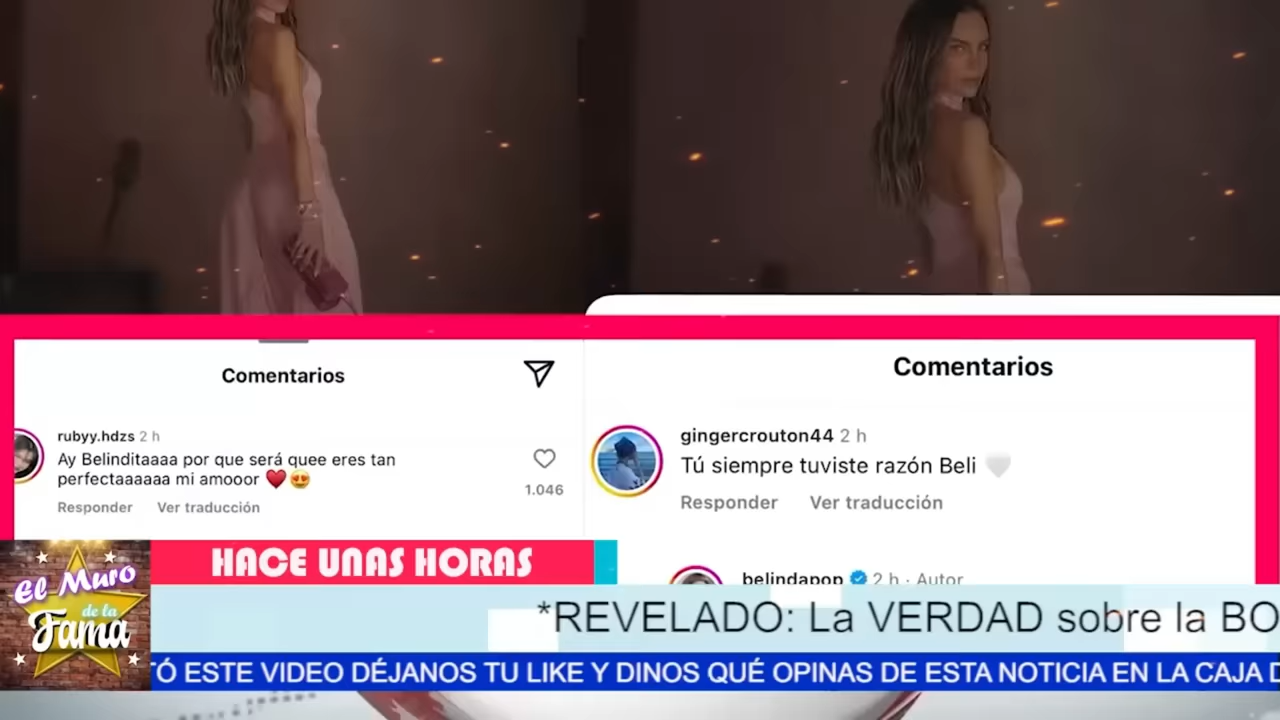 Comentarios
rubyy.hdzs 2 h
Ay Belinditaaaa por que será quee eres tan
perfectaaaaaa mi amooor ❤️😍
1.046
Responder Ver traducción
Comentarios
gingercrouton44 2 h
Tú siempre tuviste razón Beli 🤍
Responder Ver traducción
belindapop 2 h · Autor
El Muro
de la
Fama
HACE UNAS HORAS
*REVELADO: La VERDAD sobre la BO
TÓ ESTE VIDEO DÉJANOS TU LIKE Y DINOS QUÉ OPINAS DE ESTA NOTICIA EN LA CAJA D